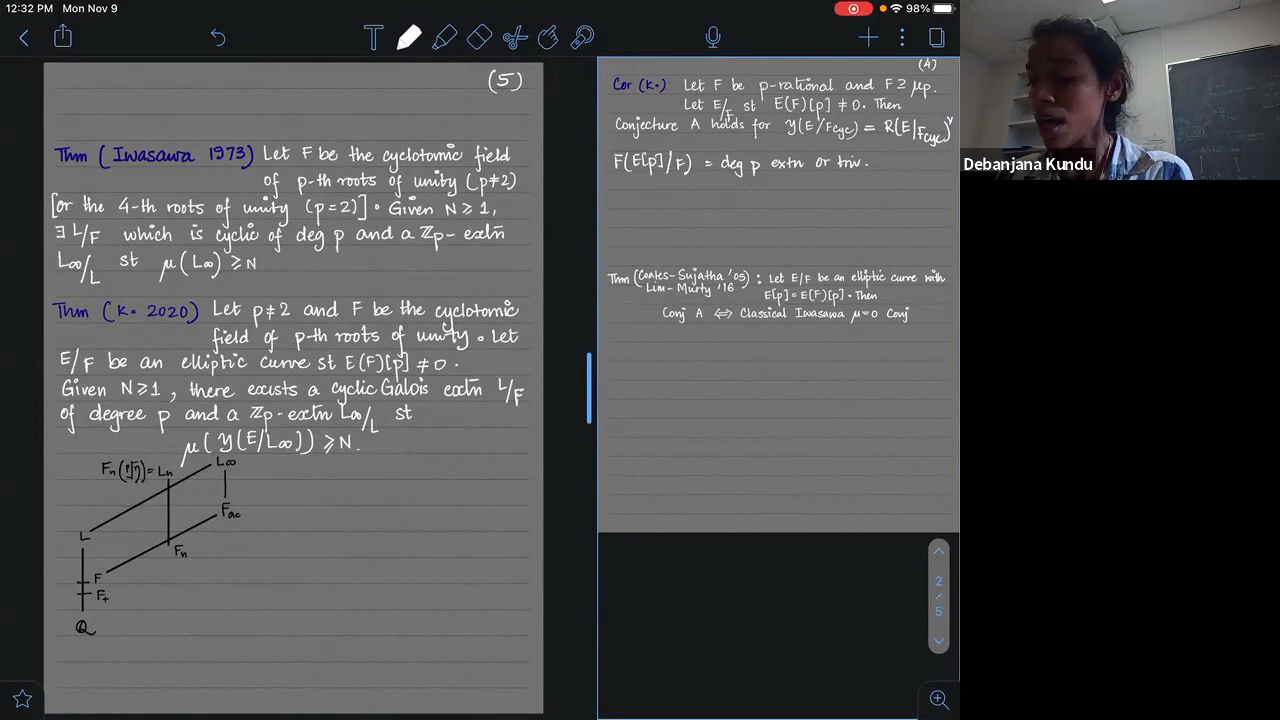 12:32 PM Mon Nov 9
98%
(5)
Thm (Iwasawa 1973) Let F be the cyclotomic field
of p-th roots of unity (p≠2)
[or the 4-th roots of unity (p=2)]. Given N≥1,
∃ L/F which is cyclic of deg p and a ℤp-extn
L∞/L st μ(L∞) ≥ N
Thm (K. 2020) Let p≠2 and F be the cyclotomic
field of p-th roots of unity. Let
E/F be an elliptic curve st E(F)[p] ≠ 0.
Given N≥1, there exists a cyclic Galois extn L/F
of degree p and a ℤp-extn L∞/L st
μ(Y(E/L∞)) ≥ N.
Fn(p√η) = Ln
L∞
Fac
L
Fn
F
F+
Q
(4)
Cor (K.) Let F be p-rational and F ⊇ μp.
Let E/F st E(F)[p] ≠ 0. Then
Conjecture A holds for Y(E/Fcyc) = R(E/Fcyc)^∨
F(E[p]/F) = deg p extn or triv.
Thm (Coates-Sujatha '05) : Let E/F be an elliptic curve with
Lim-Murty '16
E[p] = E(F)[p]. Then
Conj A ⇔ Classical Iwasawa μ=0 Conj
2
/
5
Debanjana Kundu